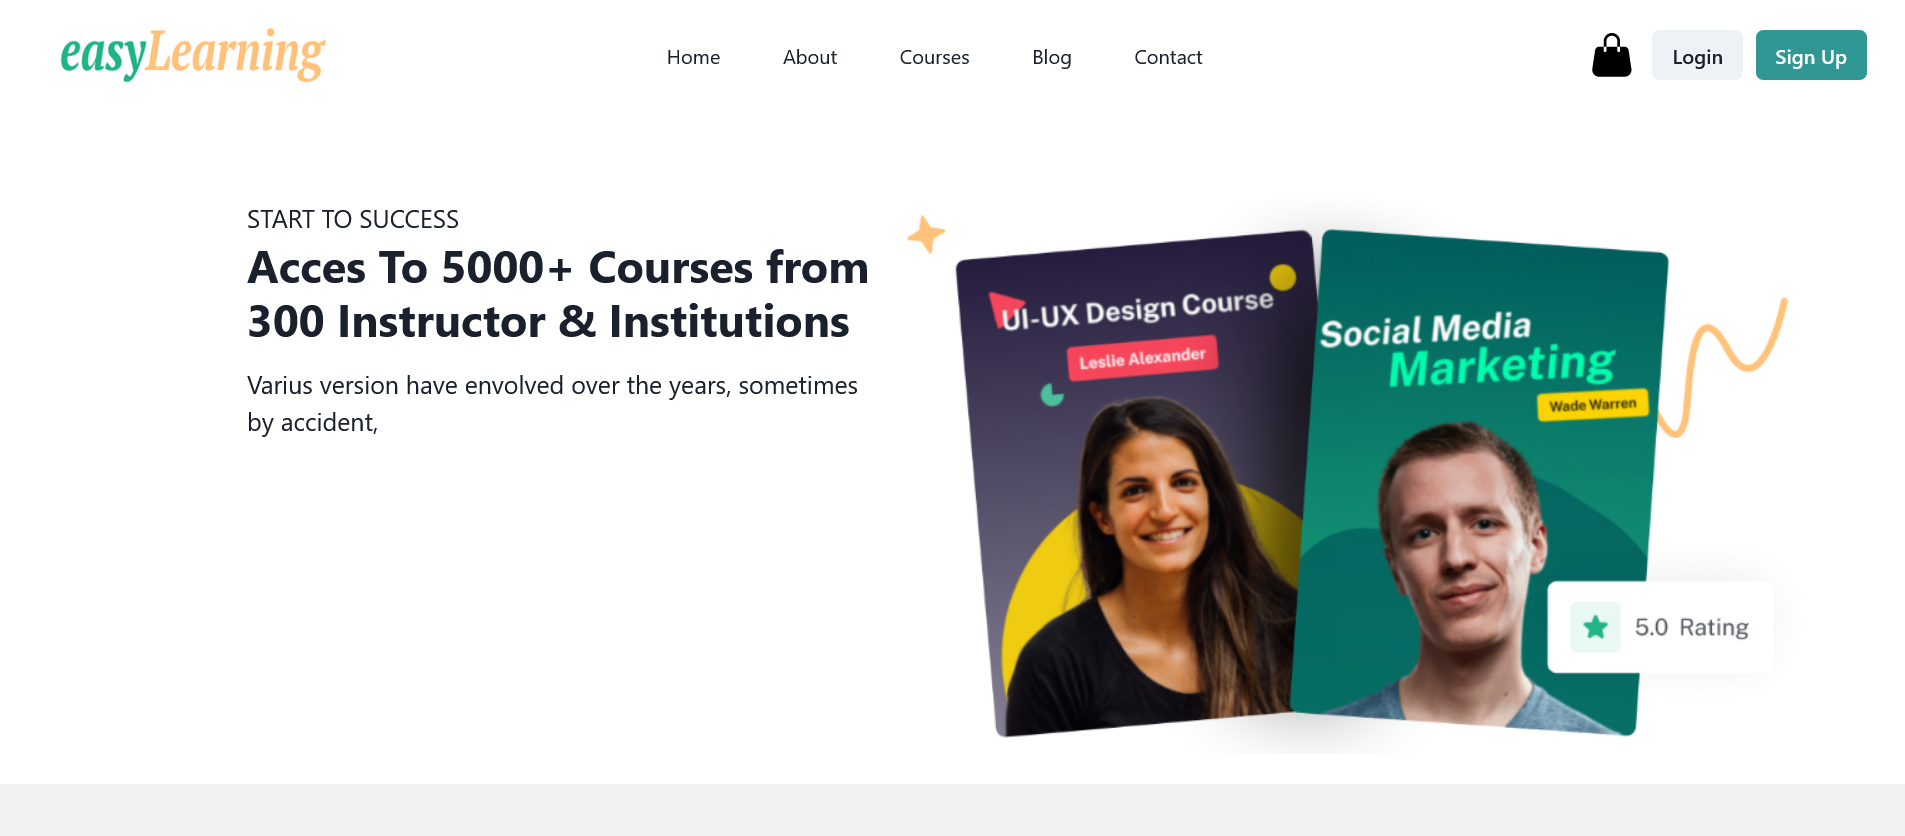 easyLearning
Home About Courses Blog Contact
Login Sign Up
START TO SUCCESS
Acces To 5000+ Courses from
300 Instructor & Institutions
Varius version have envolved over the years, sometimes
by accident,
UI-UX Design Course
Leslie Alexander
Social Media
Marketing
Wade Warren
5.0 Rating